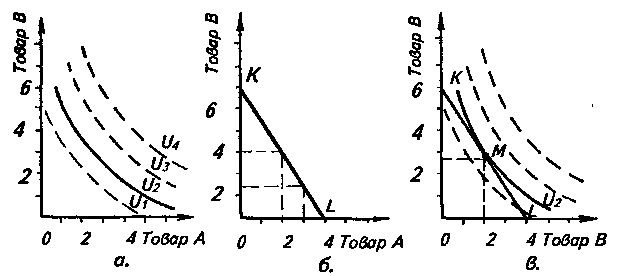 Товар В
6
4
2
0 2 4 Товар А
U4
U3
U2
U1
а.
Товар В
6
4
2
0 2 4 Товар А
K
L
б.
Товар В
6
4
2
0 2 4 Товар В
K
M
L
U2
в.